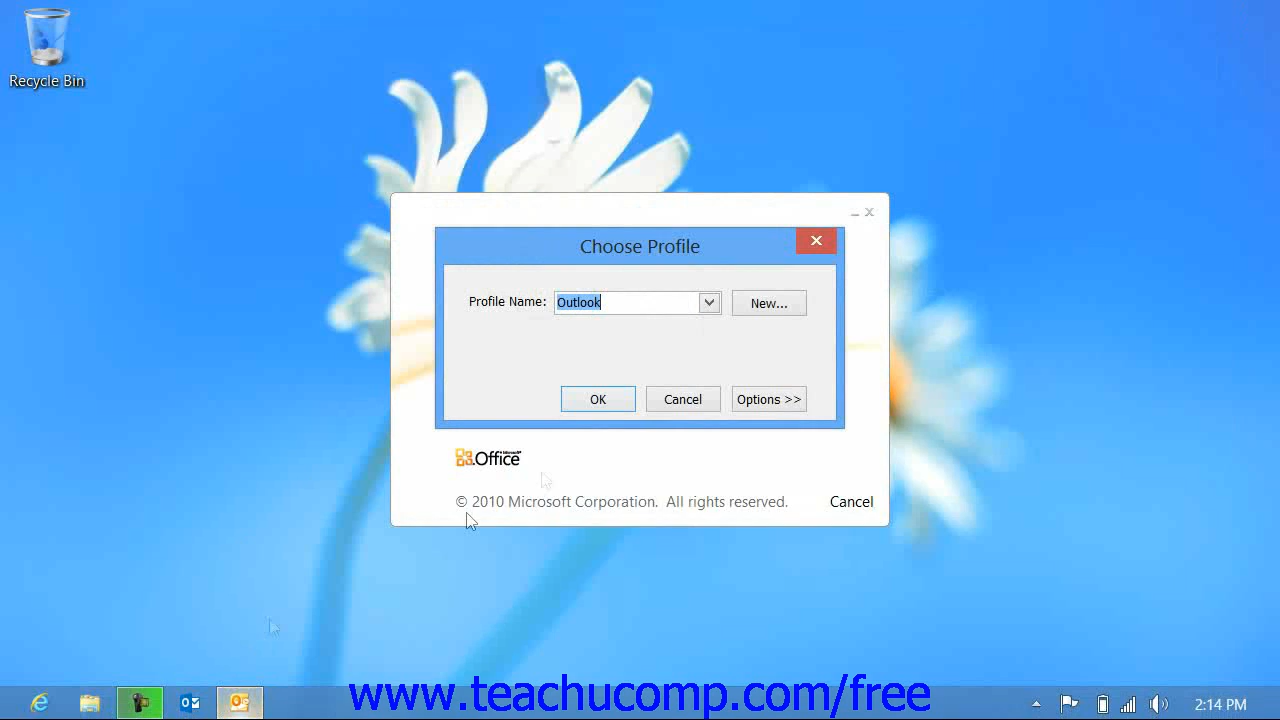 Recycle Bin
Choose Profile
Profile Name: Outlook New...
OK Cancel Options >>
Microsoft Office
© 2010 Microsoft Corporation. All rights reserved. Cancel
www.teachucomp.com/free
2:14 PM